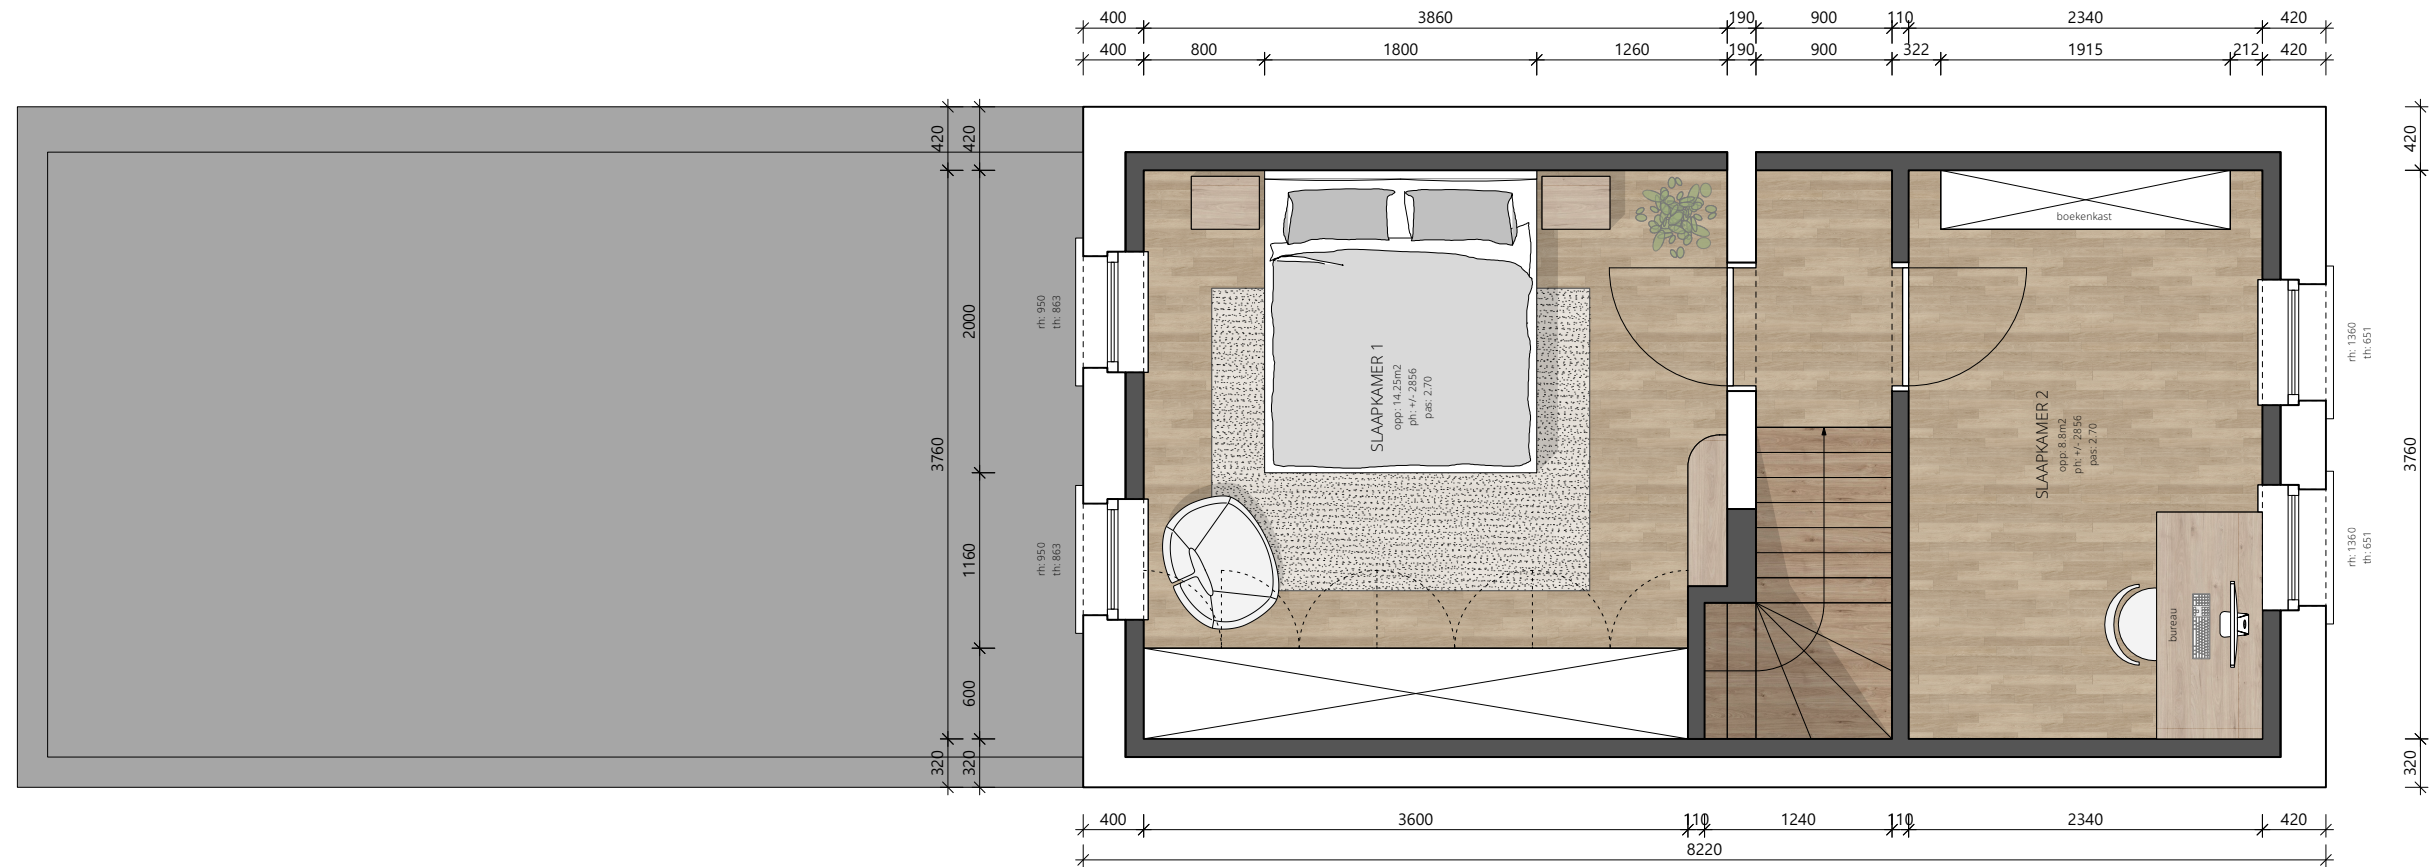 400 3860 190 900 110 2340 420
400 800 1800 1260 190 900 322 1915 212 420
420
420
420
boekenkast
rh: 950
th: 863
2000
rh: 1360
th: 651
SLAAPKAMER 1
opp: 14.25m2
ph: +/- 2856
pas: 2.70
SLAAPKAMER 2
opp: 8.8m2
ph: +/- 2856
pas: 2.70
3760
3760
1160
rh: 950
th: 863
rh: 1360
th: 651
bureau
600
320
320
320
400 3600 110 1240 110 2340 420
8220